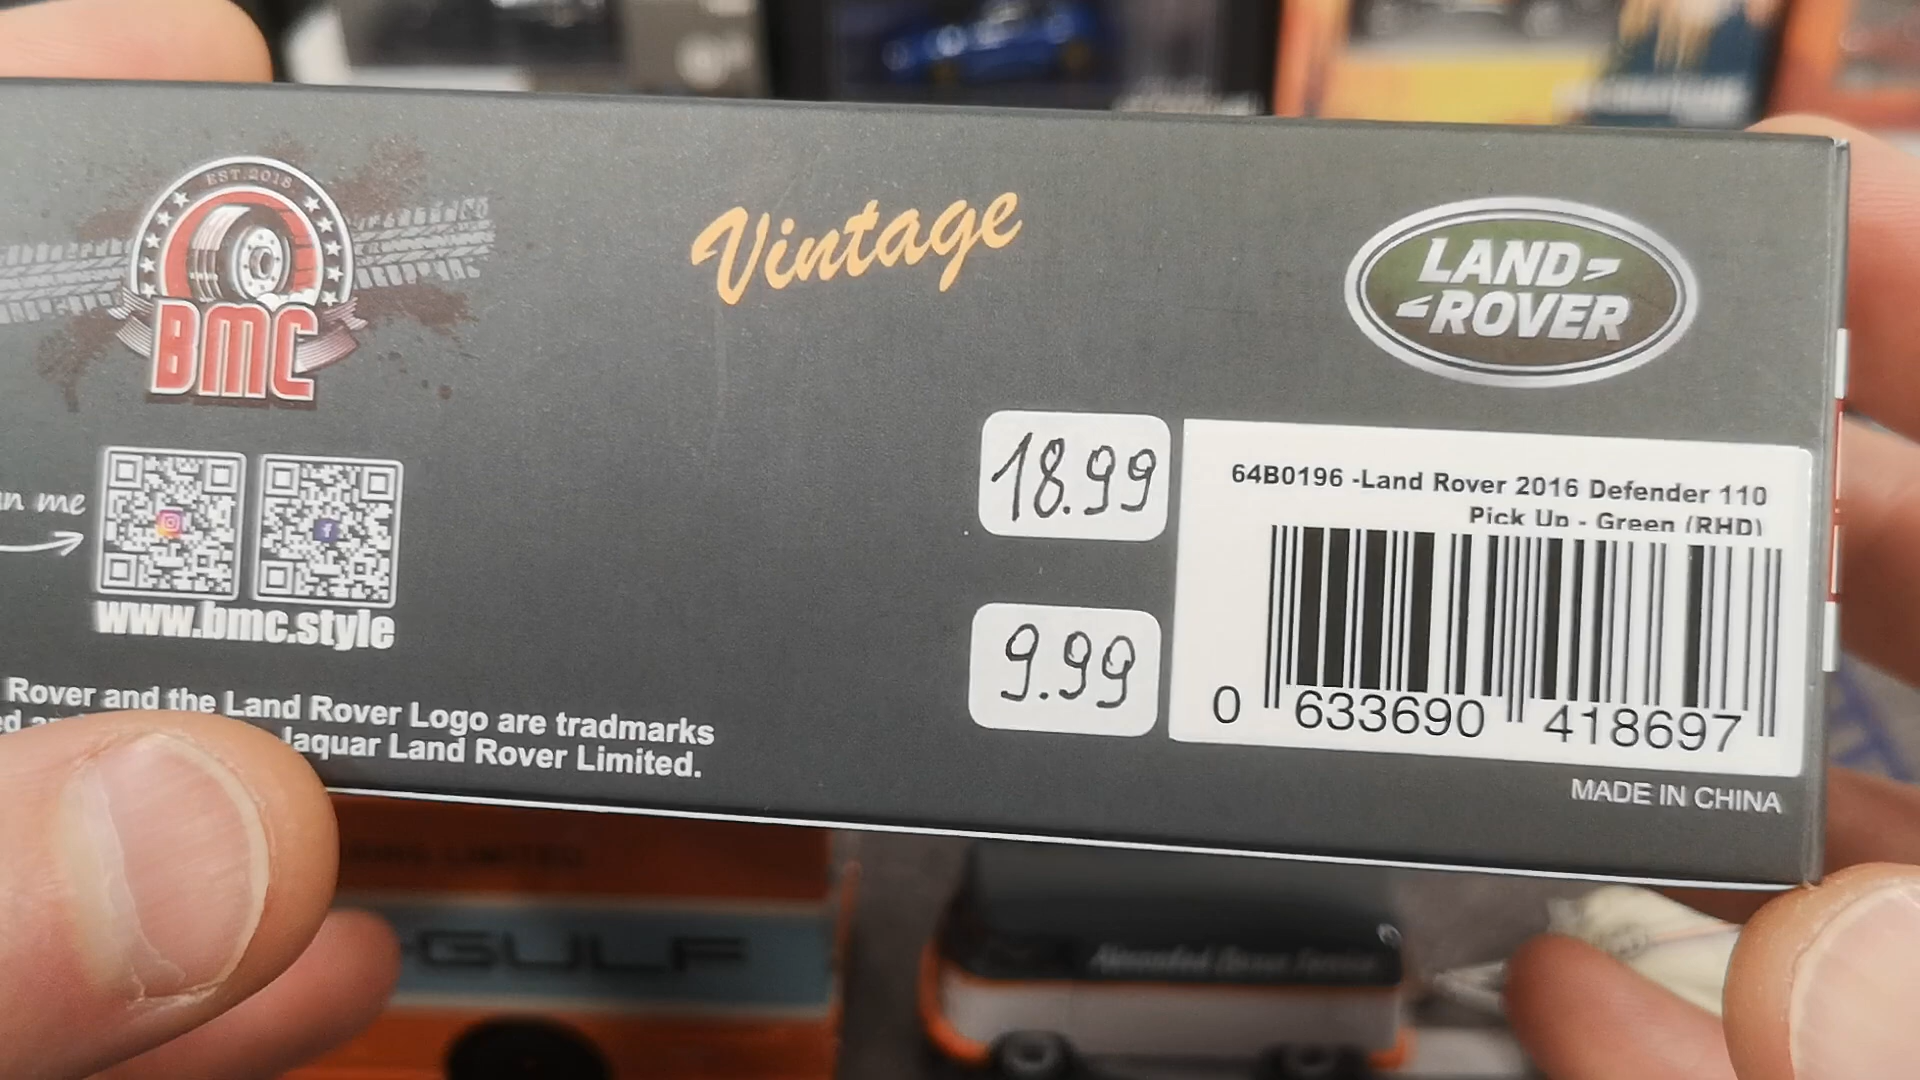 EST.2018
BMC
Vintage
LAND
ROVER
18.99
64B0196 -Land Rover 2016 Defender 110
Pick Up - Green (RHD)
me
www.bmc.style
9.99
0 633690 418697
Rover and the Land Rover Logo are tradmarks
Jaquar Land Rover Limited.
MADE IN CHINA
GULF